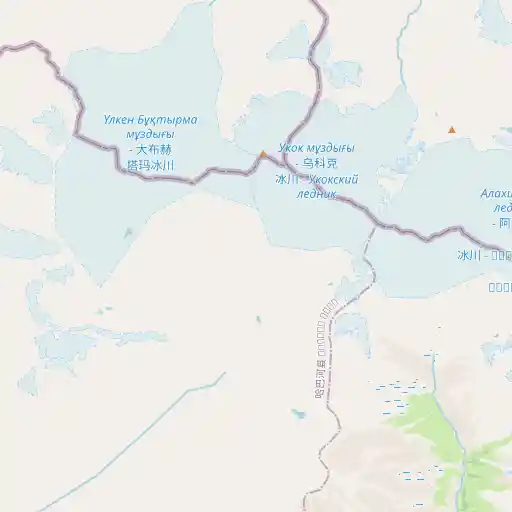 Үлкен Бұқтырма
мұздығы
- 大布赫
塔玛冰川
Укок мұздығы
- 乌科克
冰川 - Укокский
ледник
Алахи
лед
- 阿
冰川 -
哈巴河县